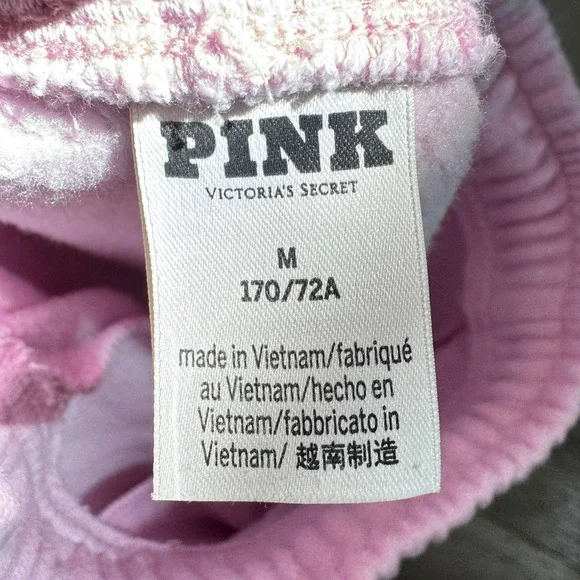 PINK
VICTORIA'S SECRET
M
170/72A
made in Vietnam/fabriqué
au Vietnam/hecho en
Vietnam/fabbricato in
Vietnam/ 越南制造